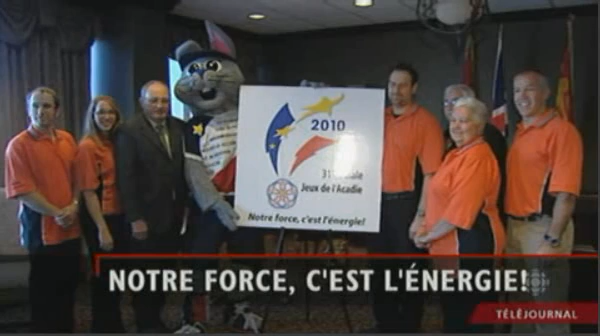 2010
31e Finale
Jeux de l'Acadie
Notre force, c'est l'énergie!
NOTRE FORCE, C'EST L'ÉNERGIE!
TÉLÉJOURNAL